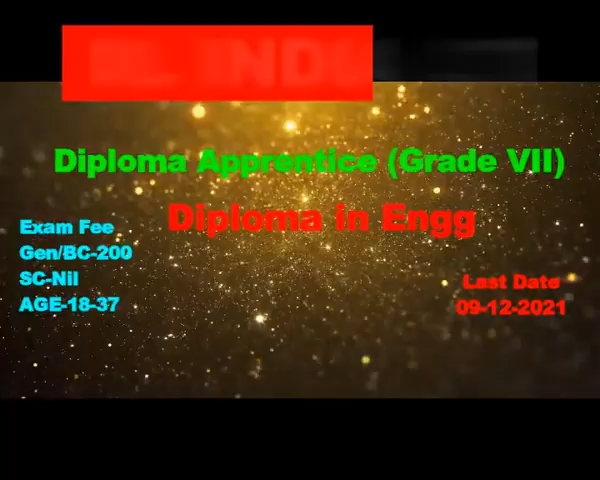 Diploma Apprentice (Grade VII)
Diploma in Engg
Exam Fee
Gen/BC-200
SC-Nil
AGE-18-37
Last Date
09-12-2021